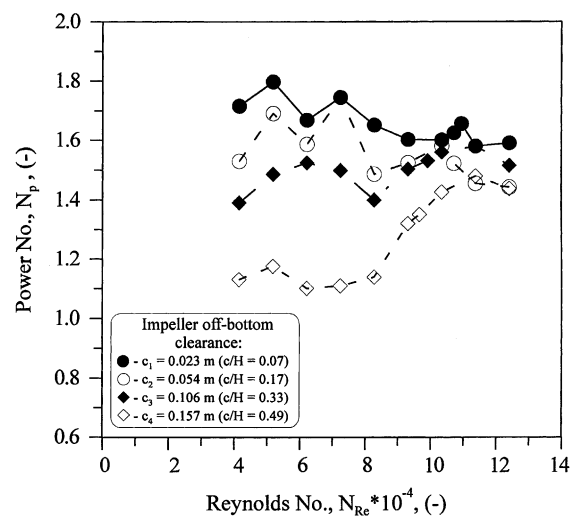 2.0
1.8
1.6
1.4
1.2
1.0
0.8
0.6
Power No., Np, (-)
Impeller off-bottom
clearance:
- c1 = 0.023 m (c/H = 0.07)
- c2 = 0.054 m (c/H = 0.17)
- c3 = 0.106 m (c/H = 0.33)
- c4 = 0.157 m (c/H = 0.49)
0 2 4 6 8 10 12 14
Reynolds No., NRe*10-4, (-)